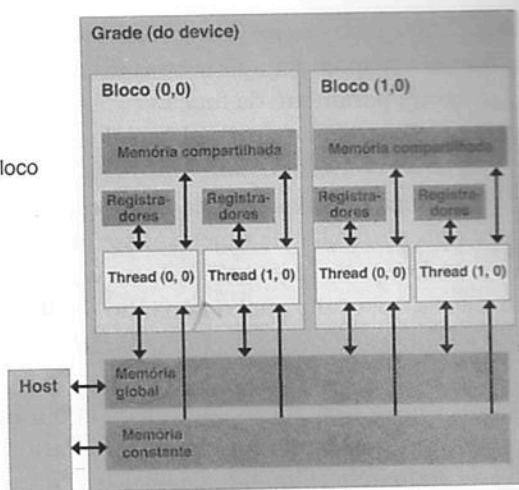 Grade (do device)
Bloco (0,0)
Bloco (1,0)
Memória compartilhada
Memória compartilhada
loco
Registra-
dores
Registra-
dores
Registra-
dores
Registra-
dores
Thread (0, 0)
Thread (1, 0)
Thread (0, 0)
Thread (1, 0)
Host
Memória
global
Memória
constante